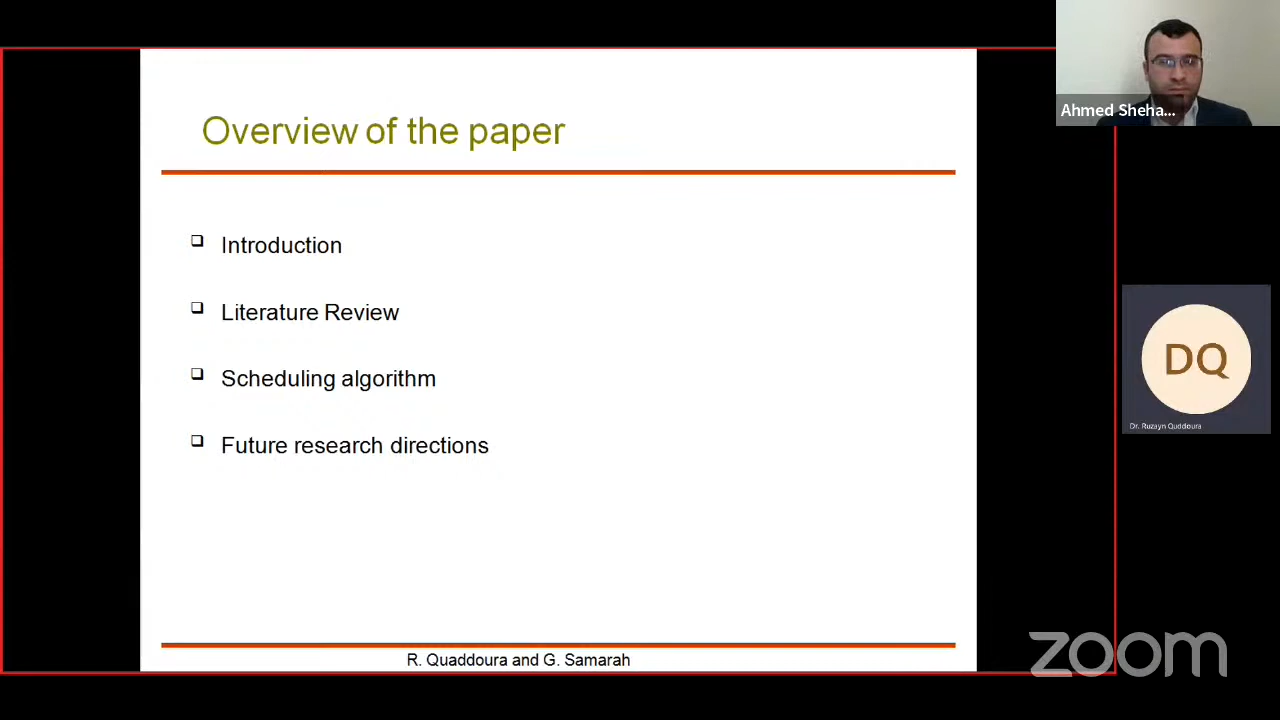 Overview of the paper
Introduction
Literature Review
Scheduling algorithm
Future research directions
R. Quaddoura and G. Samarah
Ahmed Sheha...
DQ
Dr. Ruzayn Quddoura
zoom